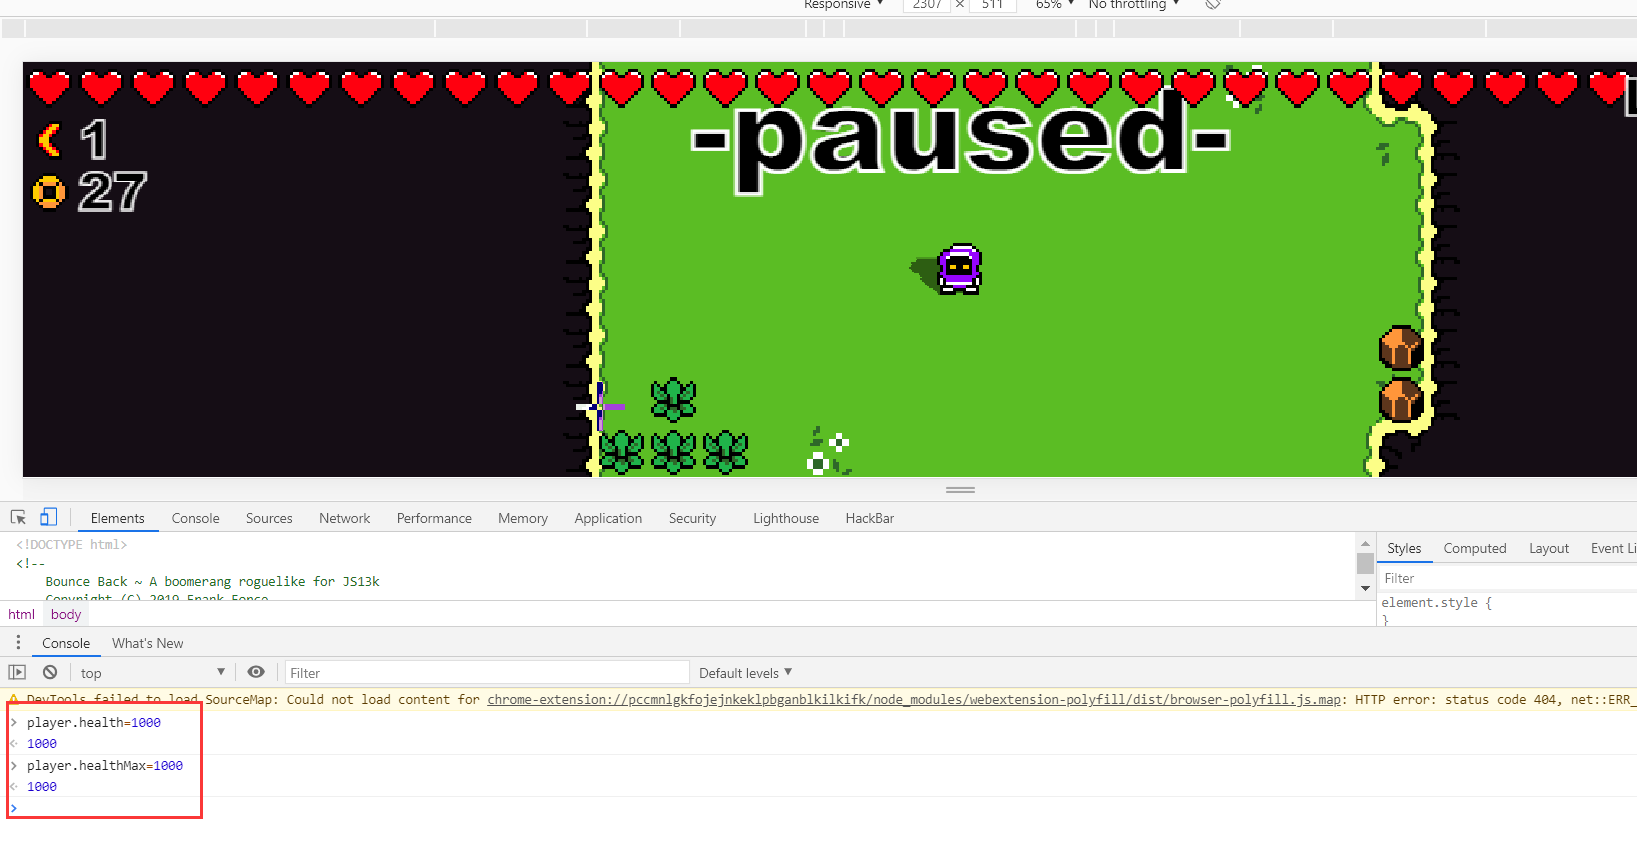 Responsive ▼ 2307 × 511 65% ▼ No throttling ▼
1
27
-paused-
Elements Console Sources Network Performance Memory Application Security Lighthouse HackBar
<!DOCTYPE html>
<!--
Bounce Back ~ A boomerang roguelike for JS13k
Copyright (C) 2019 Frank Force
html body
Styles Computed Layout Event Li
Filter
element.style {
}
Console What's New
top ▼ Filter Default levels ▼
DevTools failed to load SourceMap: Could not load content for chrome-extension://pccmnlgkfojejnkeklpbganblkilkifk/node_modules/webextension-polyfill/dist/browser-polyfill.js.map: HTTP error: status code 404, net::ERR_
> player.health=1000
1000
> player.healthMax=1000
1000
>